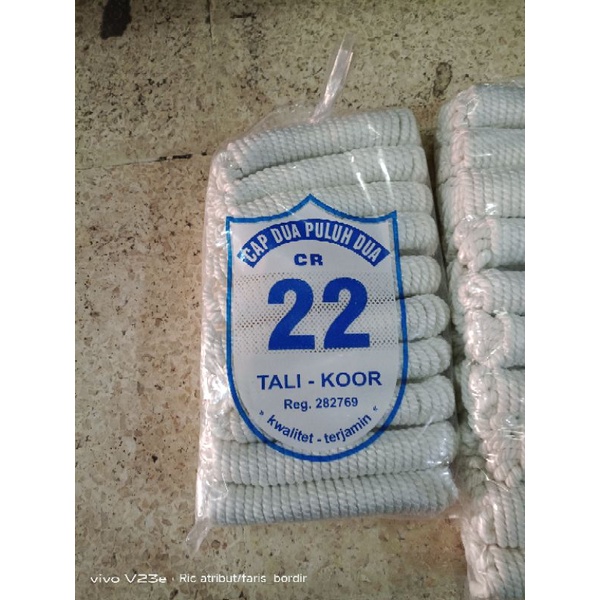 CAP DUA PULUH DUA
CR
22
TALI - KOOR
Reg. 282769
" kwalitet - terjamin "
vivo V23e · Ric atribut/faris bordir